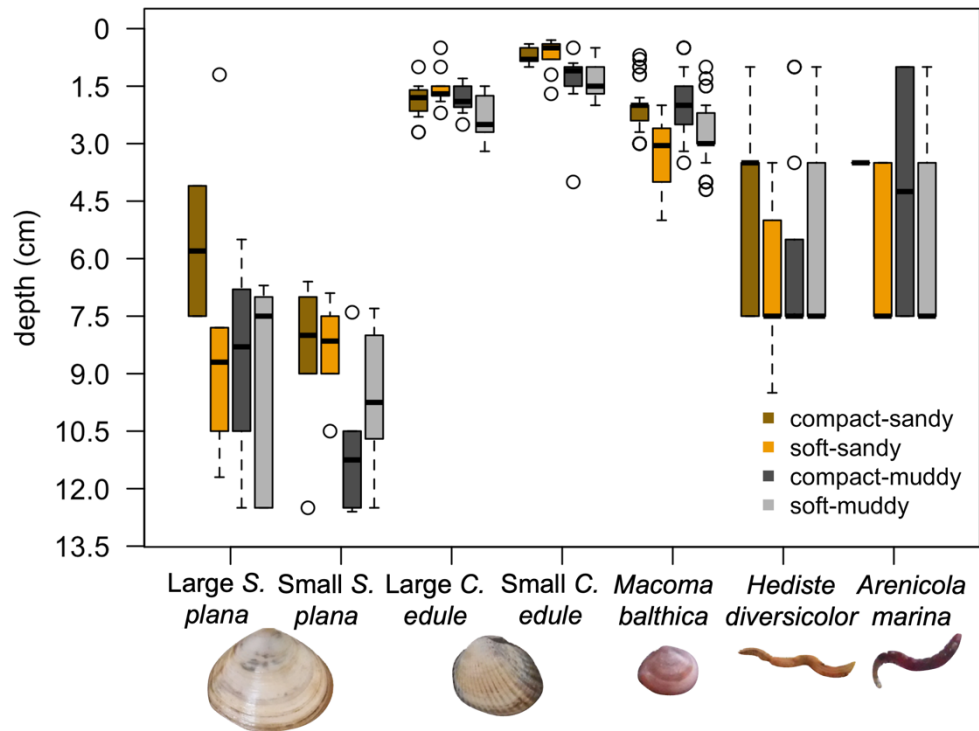 depth (cm)
0
1.5
3.0
4.5
6.0
7.5
9.0
10.5
12.0
13.5
compact-sandy
soft-sandy
compact-muddy
soft-muddy
Large S.
plana
Small S.
plana
Large C.
edule
Small C.
edule
Macoma
balthica
Hediste
diversicolor
Arenicola
marina